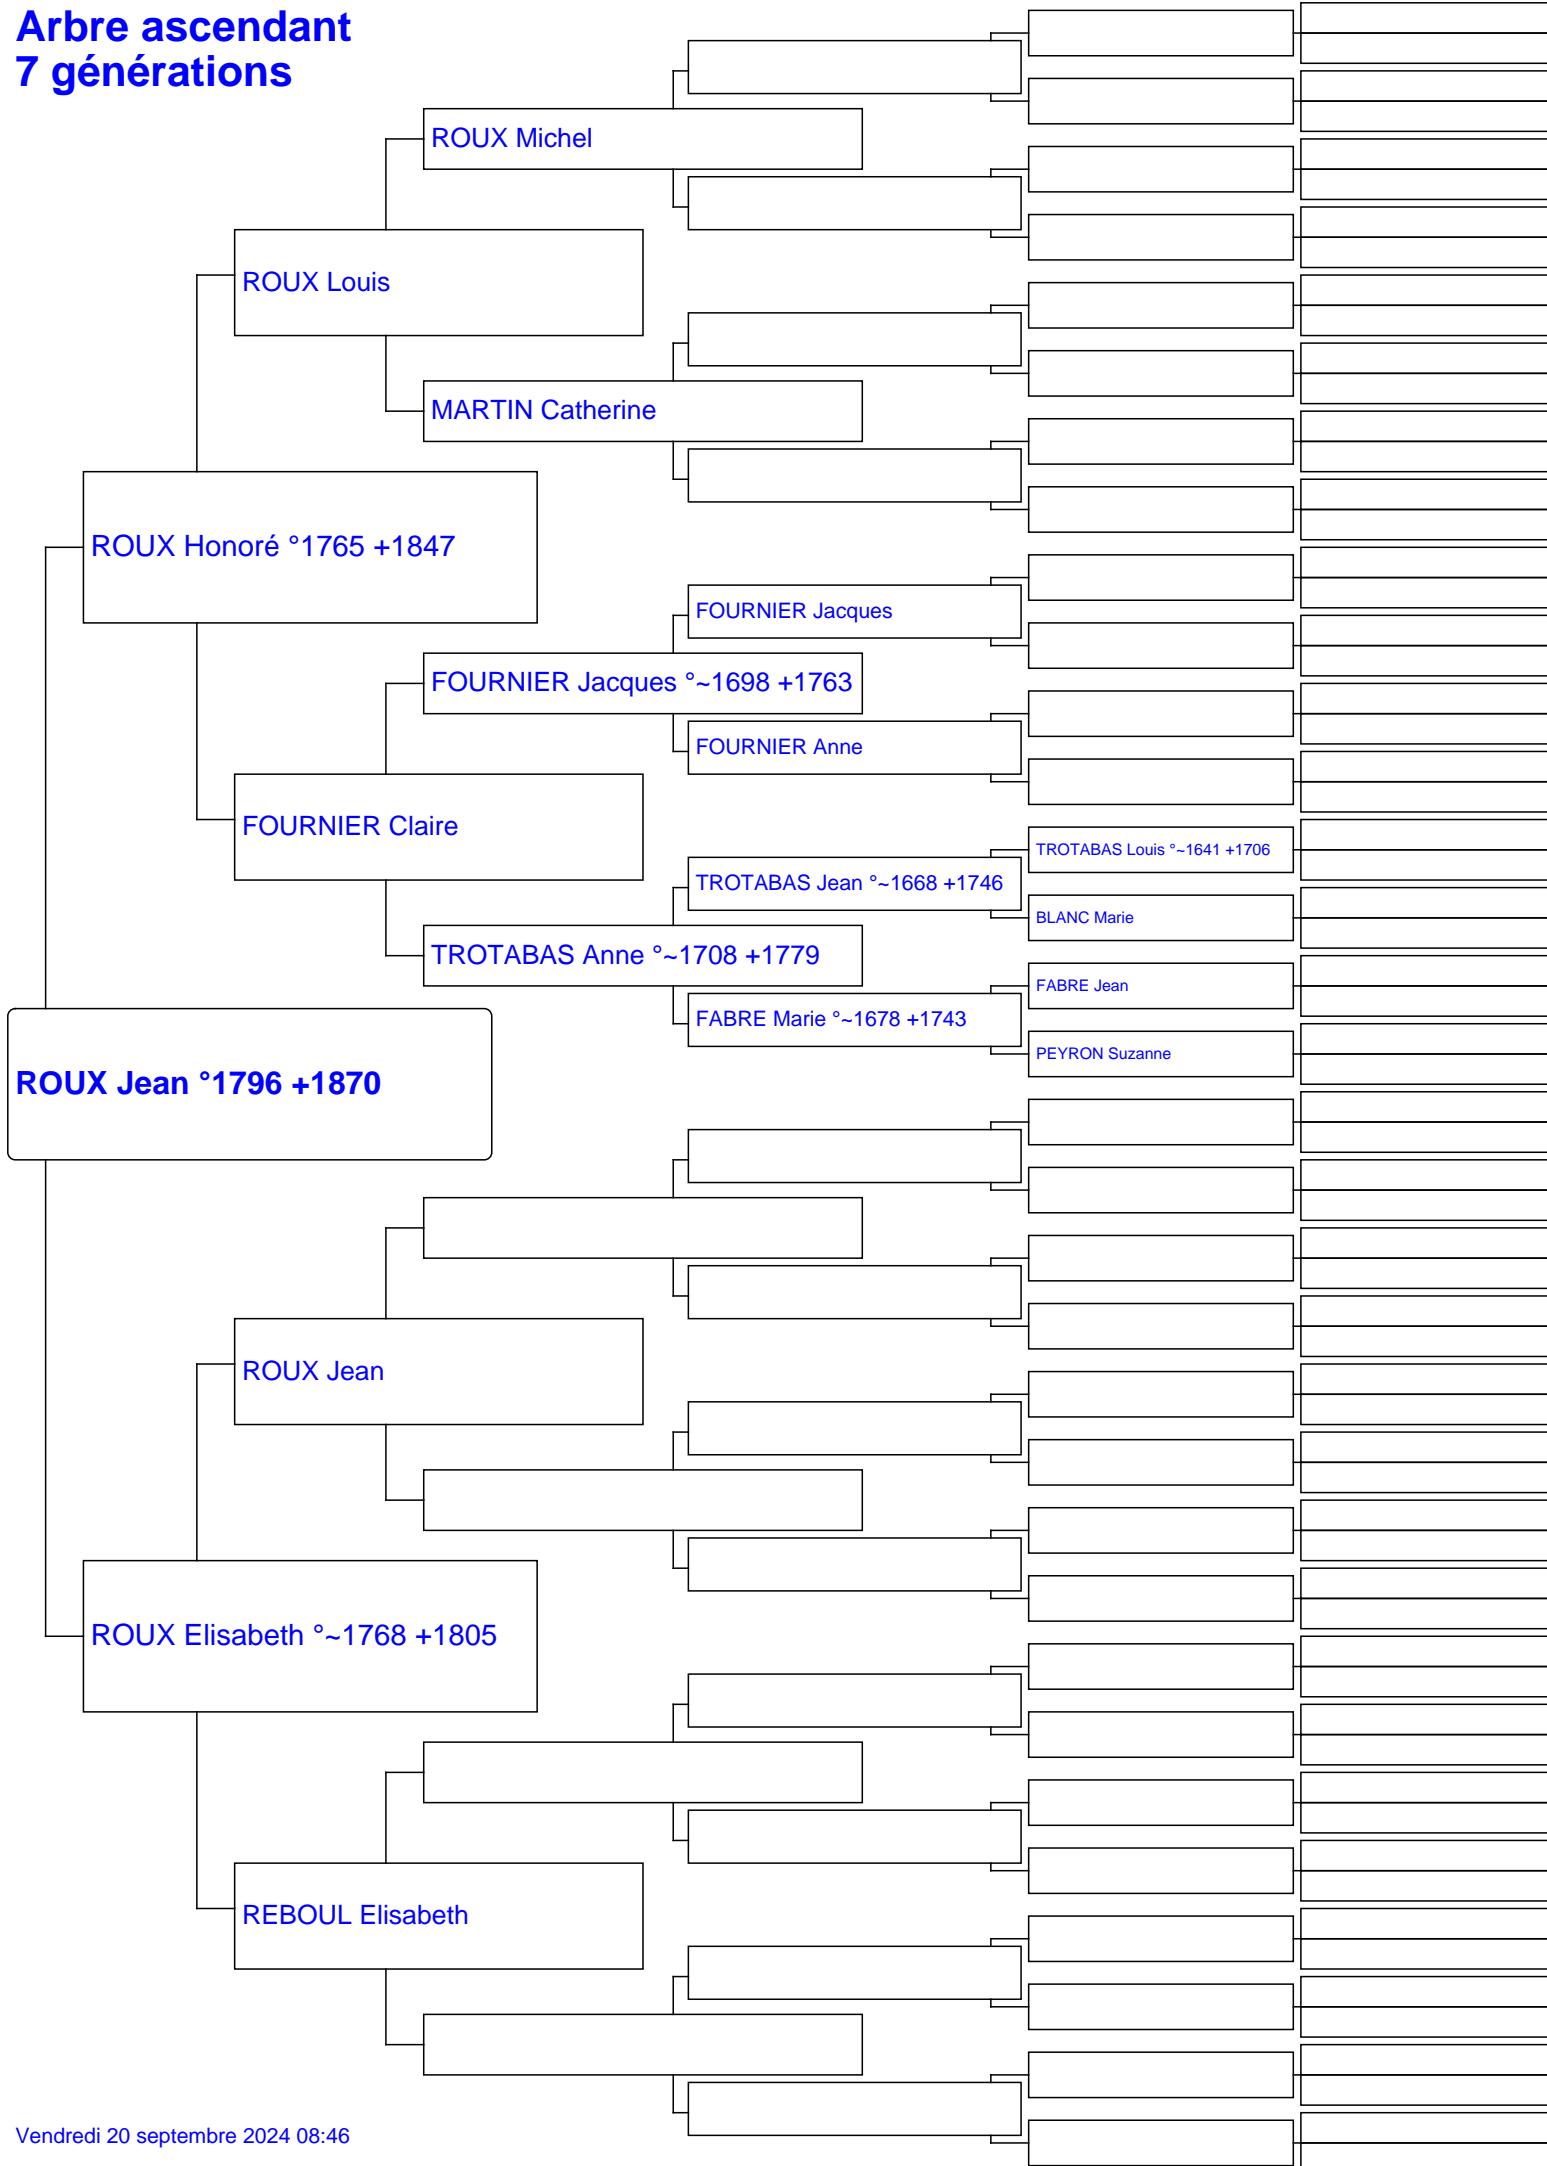 Arbre ascendant
7 générations
ROUX Michel
ROUX Louis
MARTIN Catherine
ROUX Honoré °1765 +1847
FOURNIER Jacques
FOURNIER Jacques °~1698 +1763
FOURNIER Anne
FOURNIER Claire
TROTABAS Louis °~1641 +1706
TROTABAS Jean °~1668 +1746
BLANC Marie
TROTABAS Anne °~1708 +1779
FABRE Jean
FABRE Marie °~1678 +1743
PEYRON Suzanne
ROUX Jean °1796 +1870
ROUX Jean
ROUX Elisabeth °~1768 +1805
REBOUL Elisabeth
Vendredi 20 septembre 2024 08:46